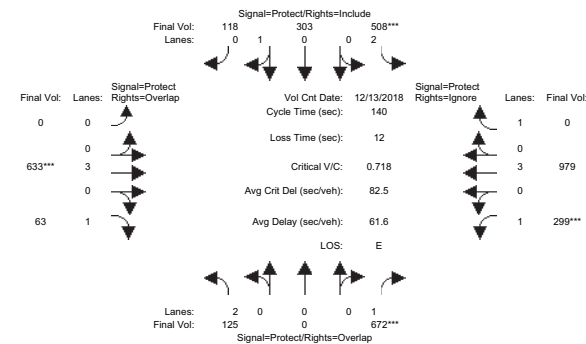 Signal=Protect/Rights=Include
Final Vol: 118 303 508***
Lanes: 0 1 0 0 2
Signal=Protect Signal=Protect
Final Vol: Lanes: Rights=Overlap Vol Cnt Date: 12/13/2018 Rights=Ignore Lanes: Final Vol:
Cycle Time (sec): 140
0 0 1 0
Loss Time (sec): 12
0 0
633*** 3 Critical V/C: 0.718 3 979
0 Avg Crit Del (sec/veh): 82.5 0
63 1 Avg Delay (sec/veh): 61.6 1 299***
LOS: E
Lanes: 2 0 0 0 1
Final Vol: 125 0 672***
Signal=Protect/Rights=Overlap